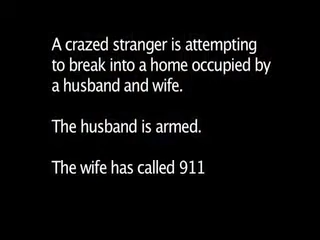 A crazed stranger is attempting
to break into a home occupied by
a husband and wife.
The husband is armed.
The wife has called 911